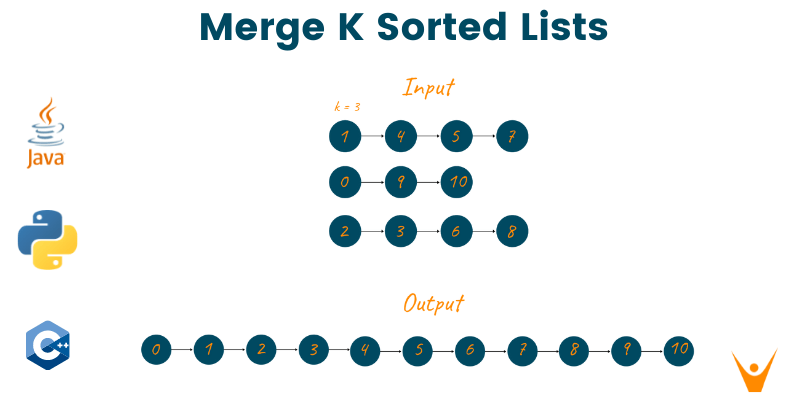 Merge K Sorted Lists
Input
k = 3
1 4 5 7
0 9 10
2 3 6 8
Output
0 1 2 3 4 5 6 7 8 9 10
Java
C++